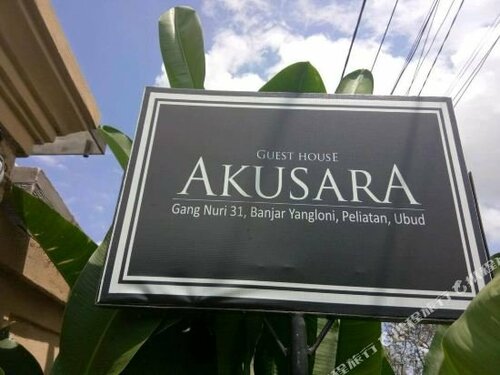 GUEST HOUSE
AKUSARA
Gang Nuri 31, Banjar Yangloni, Peliatan, Ubud